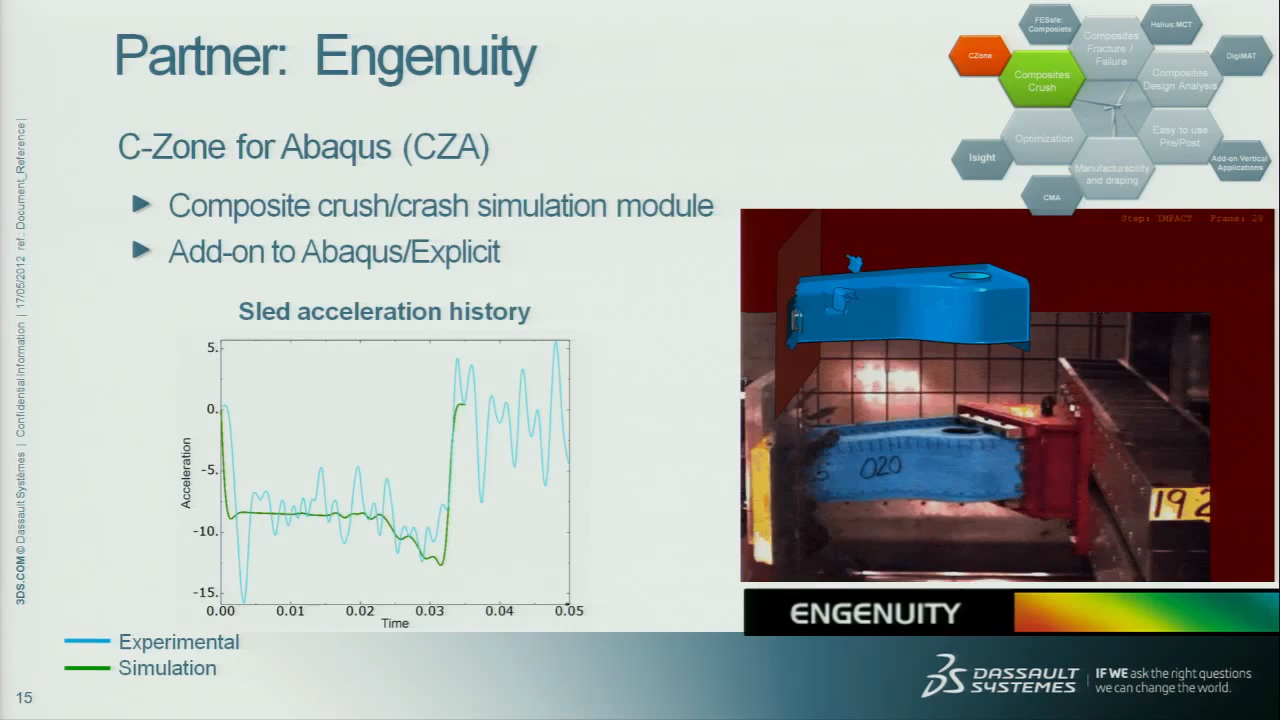 Partner: Engenuity
C-Zone for Abaqus (CZA)
Composite crush/crash simulation module
Add-on to Abaqus/Explicit
Sled acceleration history
5.
0.
-5.
-10.
-15.
Acceleration
0.00 0.01 0.02 0.03 0.04 0.05
Time
Experimental
Simulation
15
3DS.COM © Dassault Systèmes | Confidential Information | 17/05/2012 ref.: Document_Reference |
FESafe:
Composiets
Helius: MCT
CZone
Composites
Fracture /
Failure
DigiMAT
Composites
Crush
Composites
Design Analysis
Optimization
Easy to use
Pre/Post
Isight
Add-on Vertical
Applications
Manufacturability
and draping
CMA
Step: IMPACT Frame: 28
020
192
ENGENUITY
DASSAULT
SYSTEMES
IF WE ask the right questions
we can change the world.